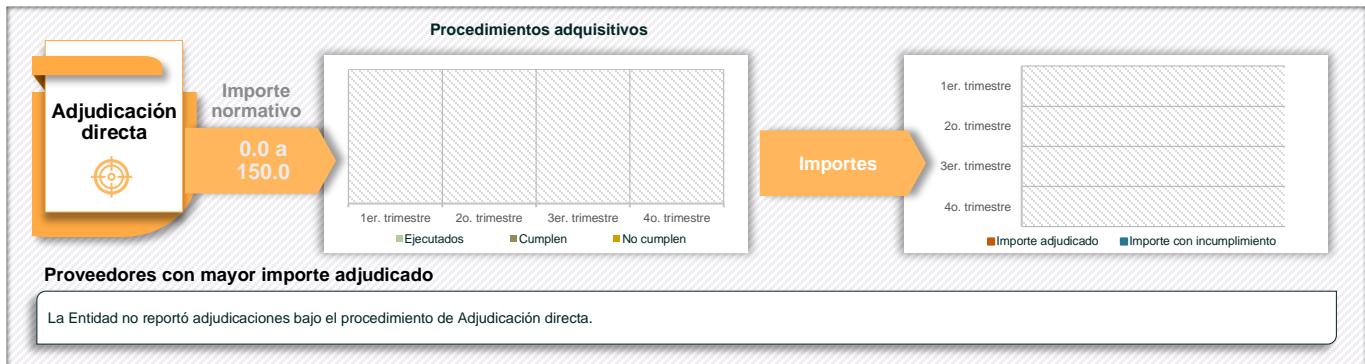 Procedimientos adquisitivos
Adjudicación
directa
Importe
normativo
0.0 a
150.0
1er. trimestre
2o. trimestre
3er. trimestre
4o. trimestre
Ejecutados
Cumplen
No cumplen
Importes
1er. trimestre
2o. trimestre
3er. trimestre
4o. trimestre
Importe adjudicado
Importe con incumplimiento
Proveedores con mayor importe adjudicado
La Entidad no reportó adjudicaciones bajo el procedimiento de Adjudicación directa.